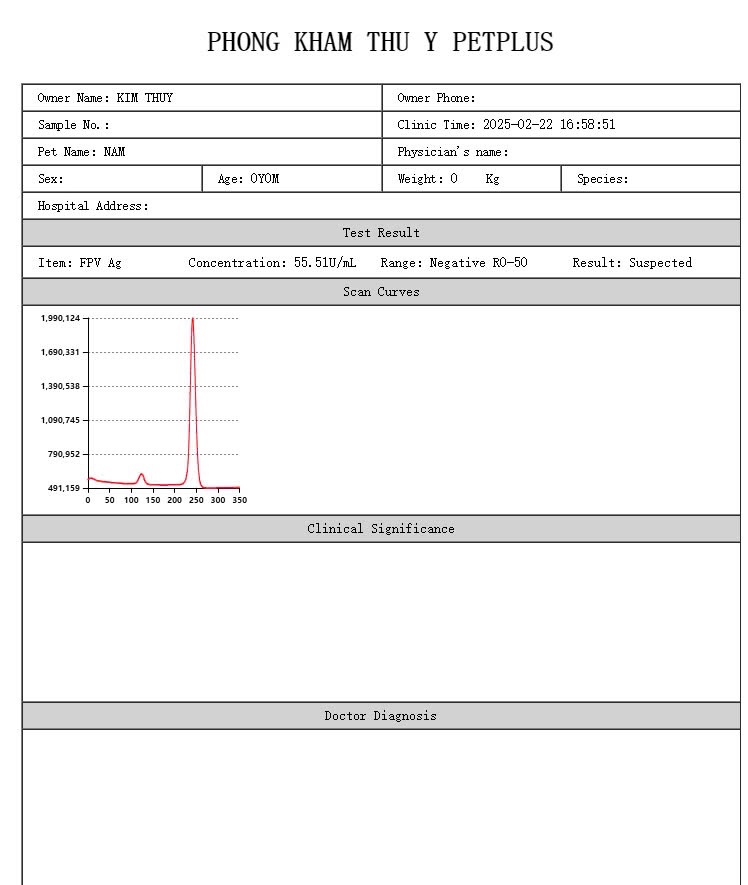 PHONG KHAM THU Y PETPLUS
Owner Name: KIM THUY Owner Phone:
Sample No.: Clinic Time: 2025-02-22 16:58:51
Pet Name: NAM Physician's name:
Sex: Age: 0Y0M Weight: 0 Kg Species:
Hospital Address:
Test Result
Item: FPV Ag Concentration: 55.51U/mL Range: Negative R0-50 Result: Suspected
Scan Curves
1,990,124
1,690,331
1,390,538
1,090,745
790,952
491,159
0 50 100 150 200 250 300 350
Clinical Significance
Doctor Diagnosis